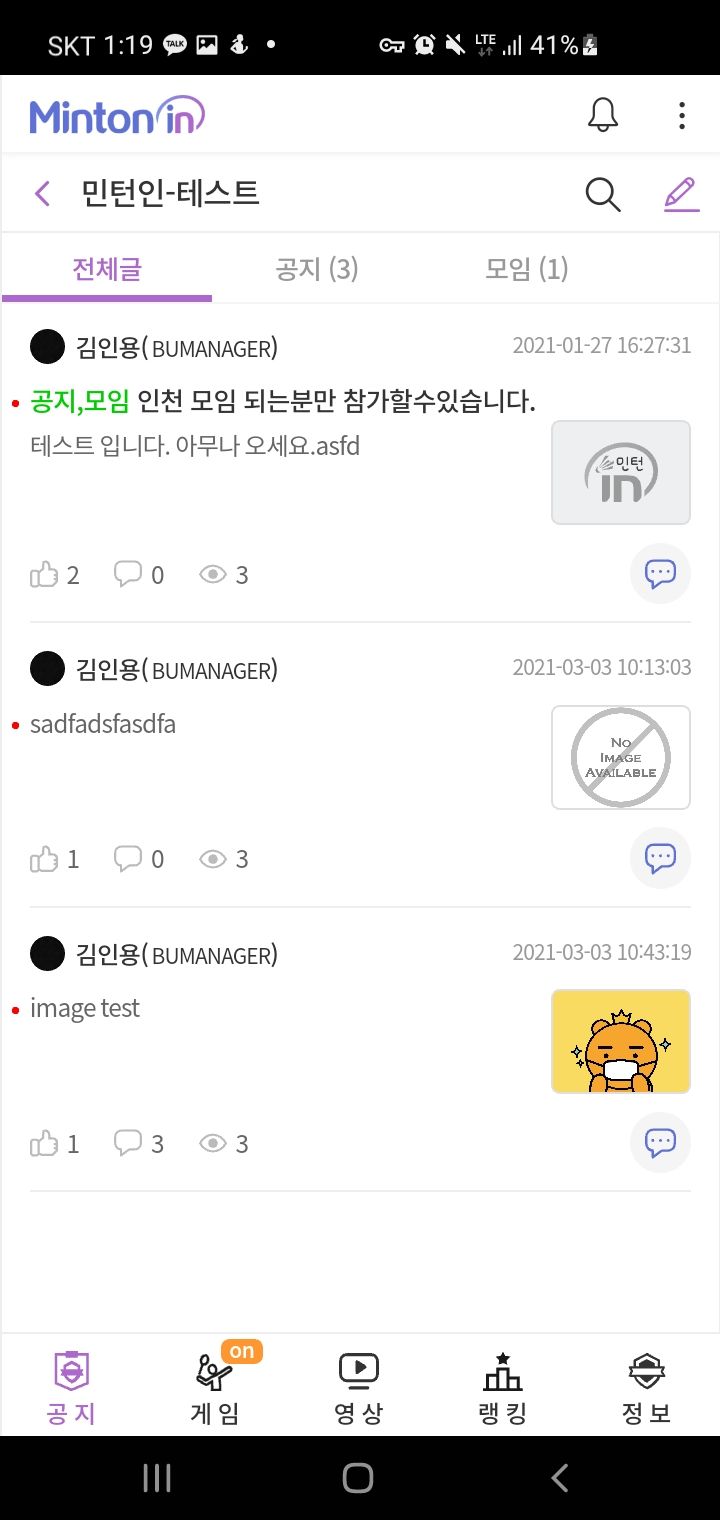 SKT 1:19 TALK LTE 41%
Minton in
민턴인-테스트
전체글 공지 (3) 모임 (1)
김인용( BUMANAGER) 2021-01-27 16:27:31
공지,모임 인천 모임 되는분만 참가할수있습니다.
테스트 입니다. 아무나 오세요.asfd
민턴
in
2 0 3
김인용( BUMANAGER) 2021-03-03 10:13:03
sadfadsfasdfa
No
Image
Available
1 0 3
김인용( BUMANAGER) 2021-03-03 10:43:19
image test
1 3 3
on
공지 게임 영상 랭킹 정보